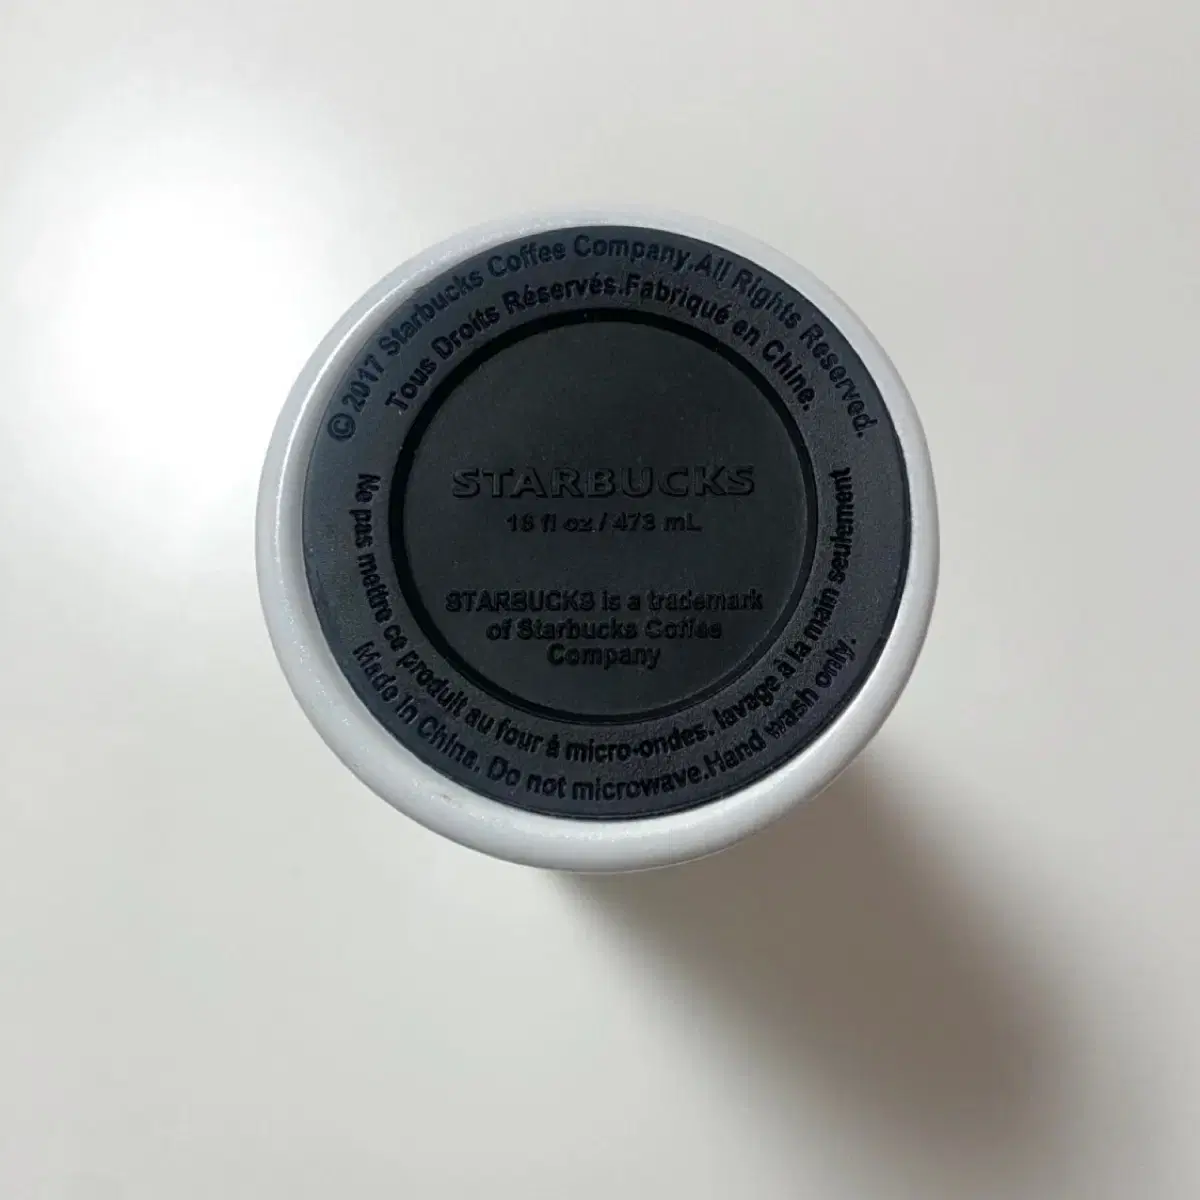 © 2017 Starbucks Coffee Company.All Rights Reserved.
Tous Droits Réservés.Fabriqué en Chine.
STARBUCKS
16 fl oz / 473 mL
STARBUCKS is a trademark
of Starbucks Coffee
Company
Ne pas mettre ce produit au four à micro-ondes. lavage à la main seulement
Made In China. Do not microwave.Hand wash only.